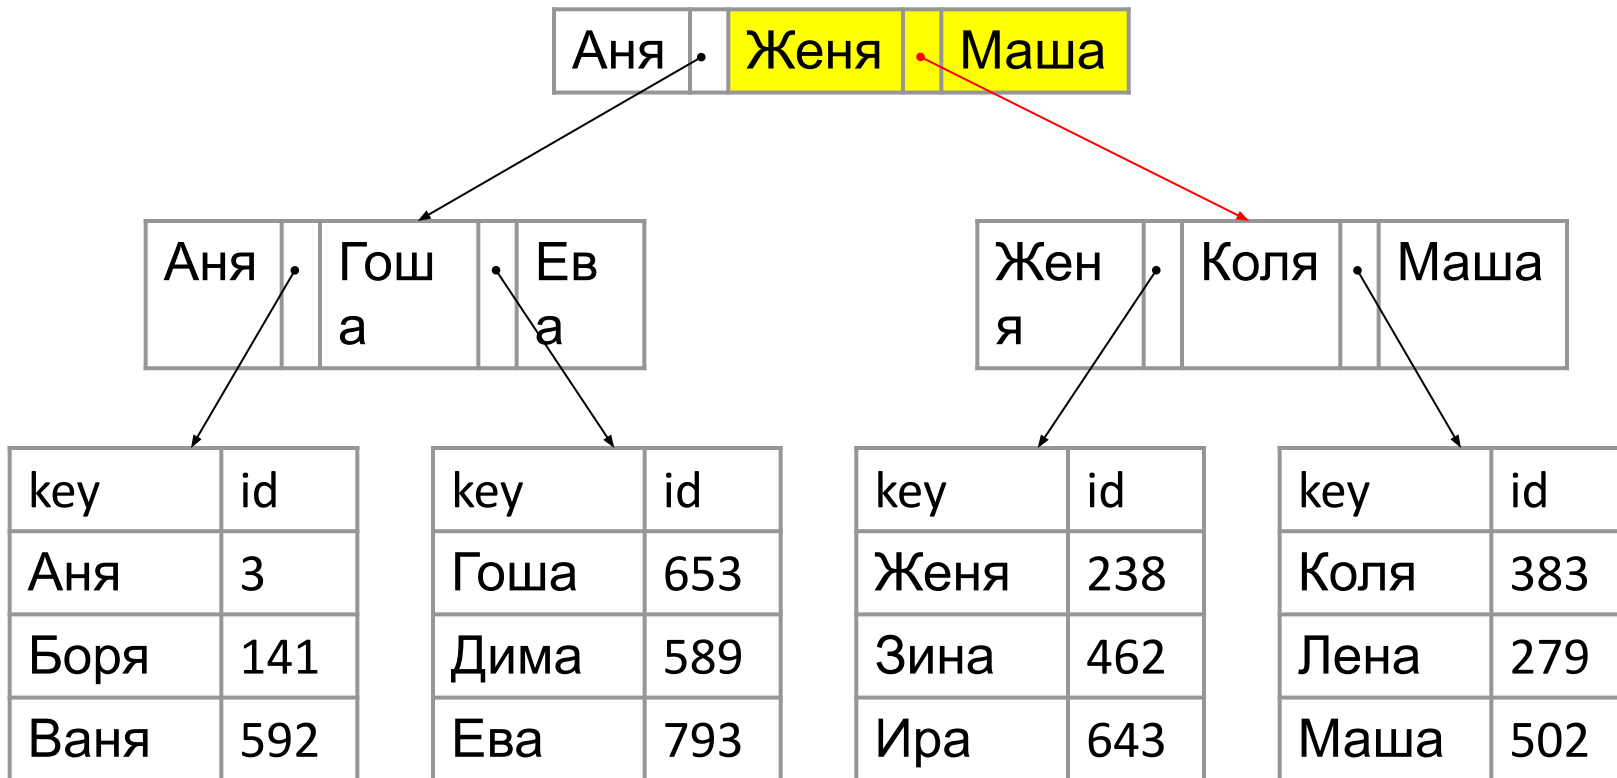 Аня Женя Маша
Аня Гош
а Ев
а Жен
я Коля Маша
key id key id key id key id
Аня 3 Гоша 653 Женя 238 Коля 383
Боря 141 Дима 589 Зина 462 Лена 279
Ваня 592 Ева 793 Ира 643 Маша 502